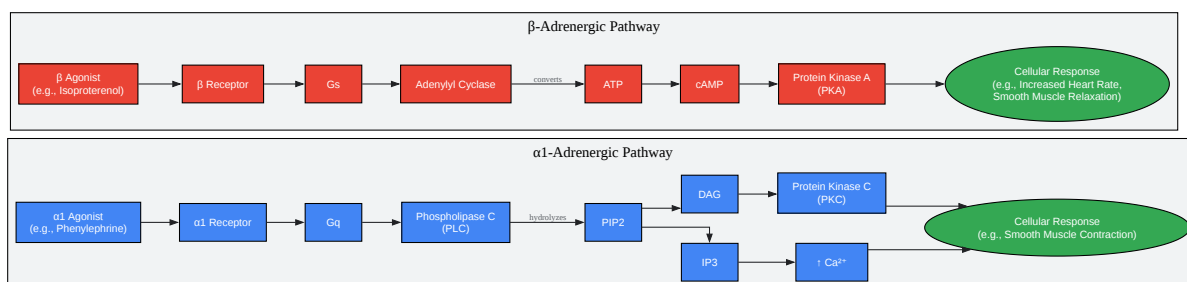 β-Adrenergic Pathway
β Agonist
(e.g., Isoproterenol)
β Receptor
Gs
Adenylyl Cyclase
converts
ATP
cAMP
Protein Kinase A
(PKA)
Cellular Response
(e.g., Increased Heart Rate,
Smooth Muscle Relaxation)
α1-Adrenergic Pathway
α1 Agonist
(e.g., Phenylephrine)
α1 Receptor
Gq
Phospholipase C
(PLC)
hydrolyzes
PIP2
DAG
Protein Kinase C
(PKC)
IP3
↑ Ca²⁺
Cellular Response
(e.g., Smooth Muscle Contraction)